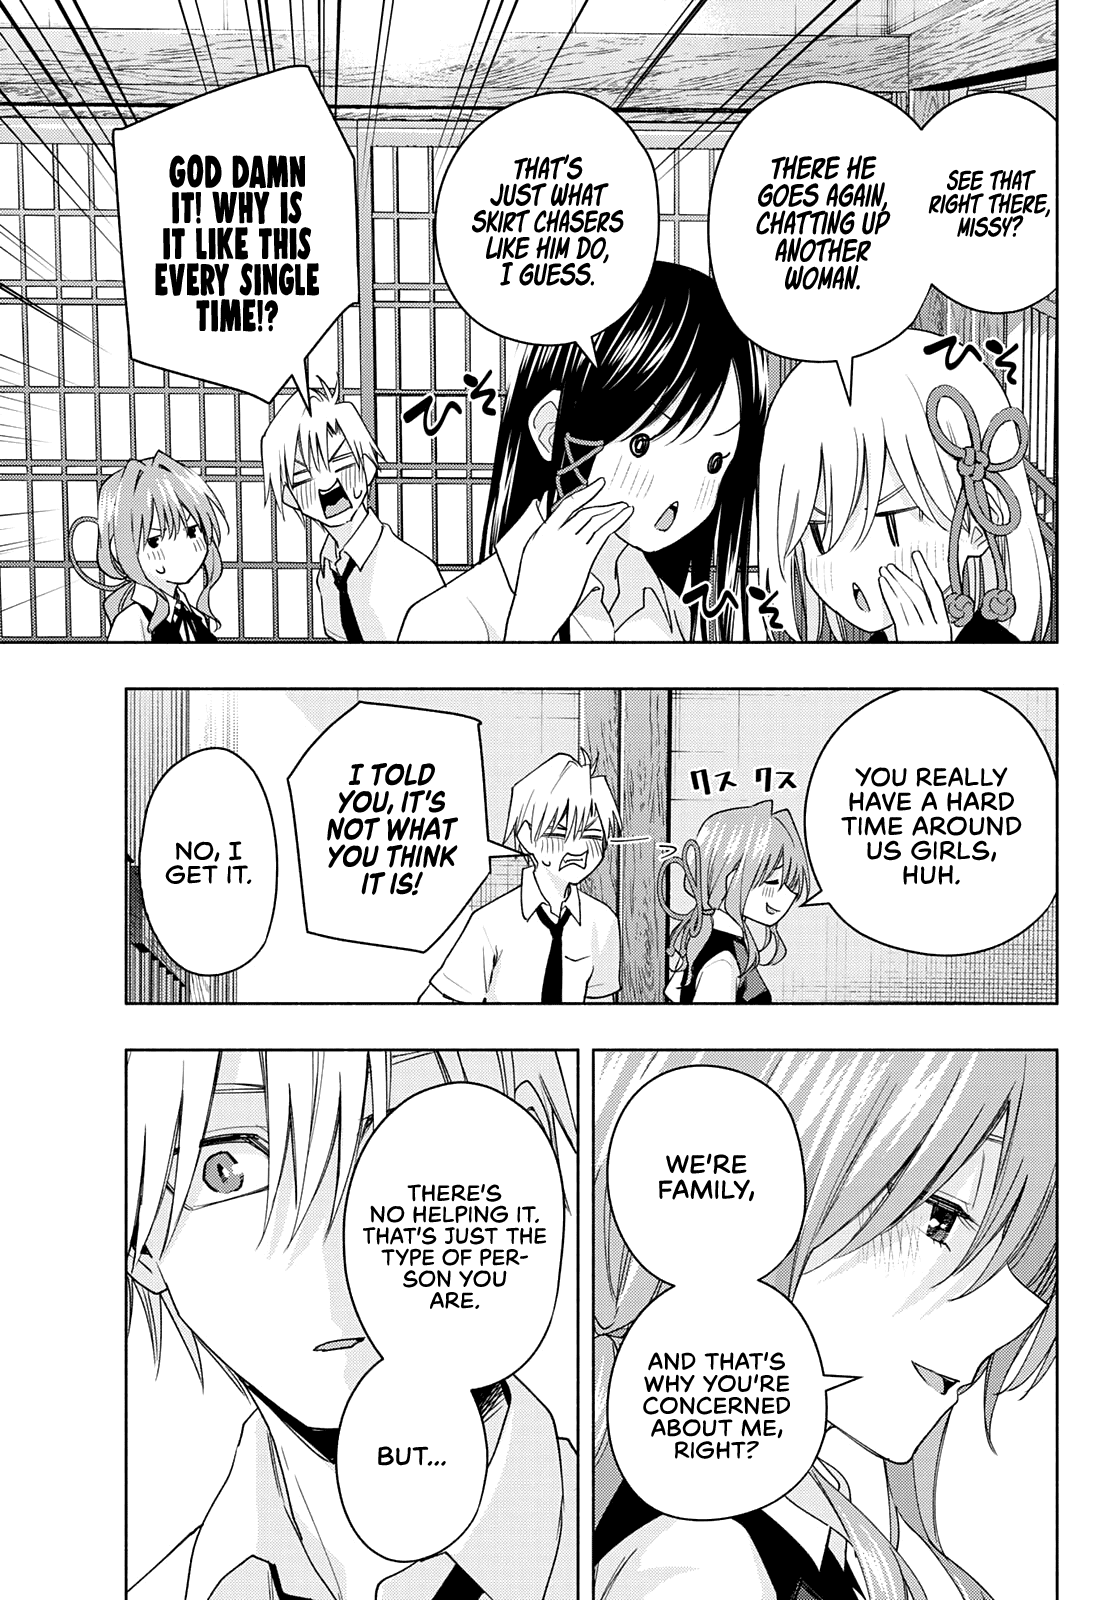 SEE THAT
RIGHT THERE,
MISSY?
THERE HE
GOES AGAIN,
CHATTING UP
ANOTHER
WOMAN.
ひそ
THAT'S
JUST WHAT
SKIRT CHASERS
LIKE HIM DO,
I GUESS.
ひそ
ひそ
GOD DAMN
IT! WHY IS
IT LIKE THIS
EVERY SINGLE
TIME!?
YOU REALLY
HAVE A HARD
TIME AROUND
US GIRLS,
HUH.
クス クス
I TOLD
YOU, IT'S
NOT WHAT
YOU THINK
IT IS!
NO, I
GET IT.
WE'RE
FAMILY,
AND THAT'S
WHY YOU'RE
CONCERNED
ABOUT ME,
RIGHT?
THERE'S
NO HELPING IT.
THAT'S JUST THE
TYPE OF PER-
SON YOU
ARE.
BUT...